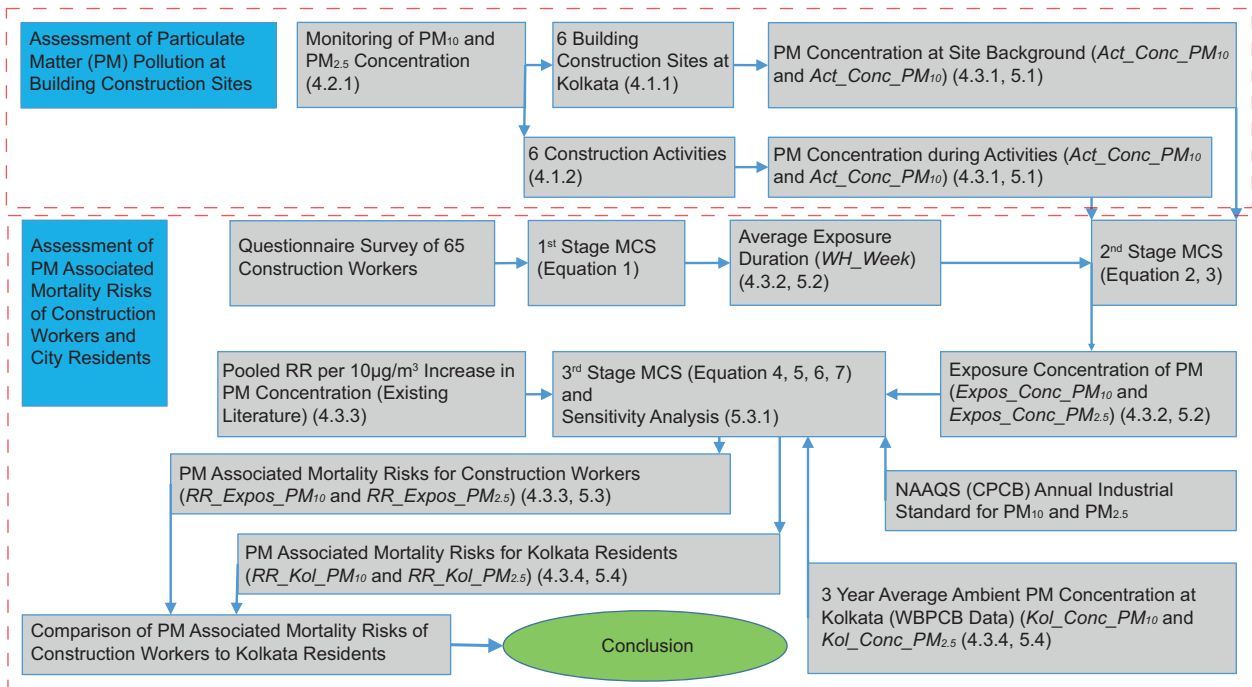 Assessment of Particulate
Matter (PM) Pollution at
Building Construction Sites
Monitoring of PM₁₀ and
PM₂.₅ Concentration
(4.2.1)
6 Building
Construction Sites at
Kolkata (4.1.1)
PM Concentration at Site Background (Act_Conc_PM₁₀
and Act_Conc_PM₁₀) (4.3.1, 5.1)
6 Construction Activities
(4.1.2)
PM Concentration during Activities (Act_Conc_PM₁₀
and Act_Conc_PM₁₀) (4.3.1, 5.1)
Assessment of
PM Associated
Mortality Risks
of Construction
Workers and
City Residents
Questionnaire Survey of 65
Construction Workers
1ˢᵗ Stage MCS
(Equation 1)
Average Exposure
Duration (WH_Week)
(4.3.2, 5.2)
2ⁿᵈ Stage MCS
(Equation 2, 3)
Pooled RR per 10µg/m³ Increase in
PM Concentration (Existing
Literature) (4.3.3)
3ʳᵈ Stage MCS (Equation 4, 5, 6, 7)
and
Sensitivity Analysis (5.3.1)
Exposure Concentration of PM
(Expos_Conc_PM₁₀ and
Expos_Conc_PM₂.₅) (4.3.2, 5.2)
PM Associated Mortality Risks for Construction Workers
(RR_Expos_PM₁₀ and RR_Expos_PM₂.₅) (4.3.3, 5.3)
NAAQS (CPCB) Annual Industrial
Standard for PM₁₀ and PM₂.₅
PM Associated Mortality Risks for Kolkata Residents
(RR_Kol_PM₁₀ and RR_Kol_PM₂.₅) (4.3.4, 5.4)
3 Year Average Ambient PM Concentration at
Kolkata (WBPCB Data) (Kol_Conc_PM₁₀ and
Kol_Conc_PM₂.₅) (4.3.4, 5.4)
Comparison of PM Associated Mortality Risks of
Construction Workers to Kolkata Residents
Conclusion